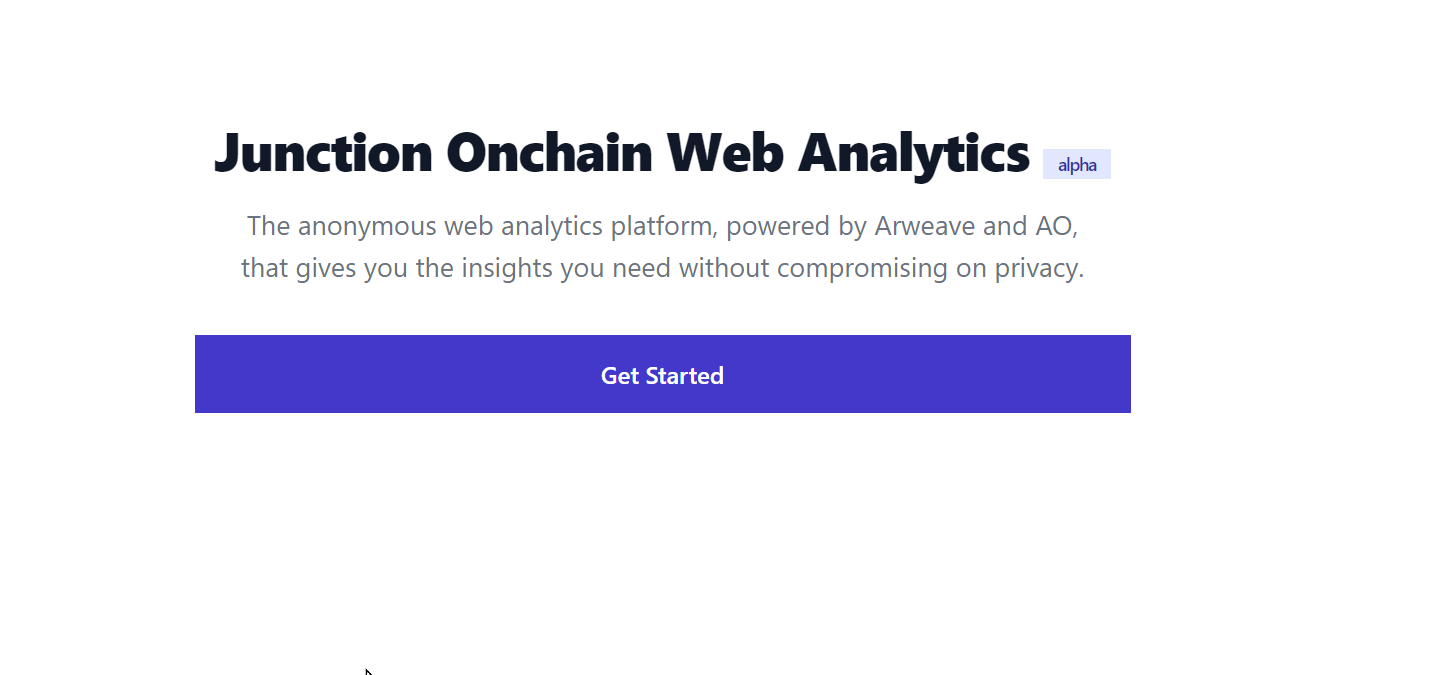 Junction Onchain Web Analytics alpha
The anonymous web analytics platform, powered by Arweave and AO,
that gives you the insights you need without compromising on privacy.
Get Started